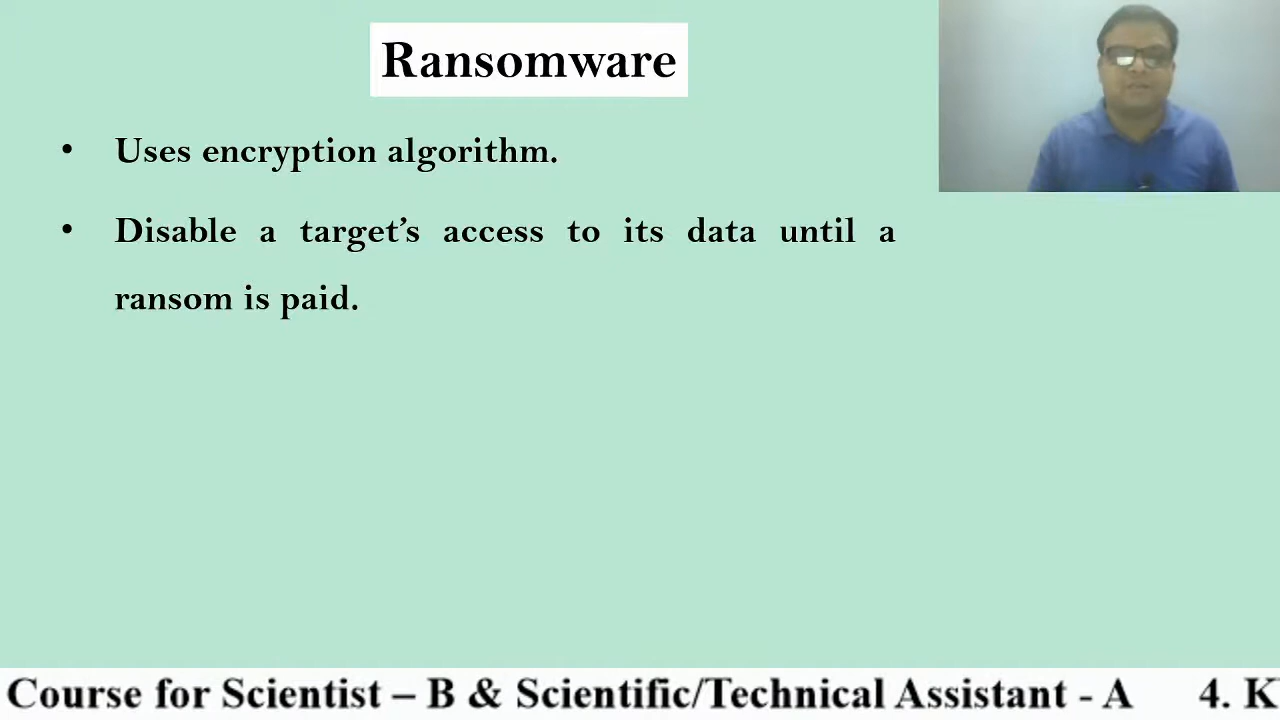 Ransomware
• Uses encryption algorithm.
• Disable a target’s access to its data until a
ransom is paid.
Course for Scientist – B & Scientific/Technical Assistant - A 4. K